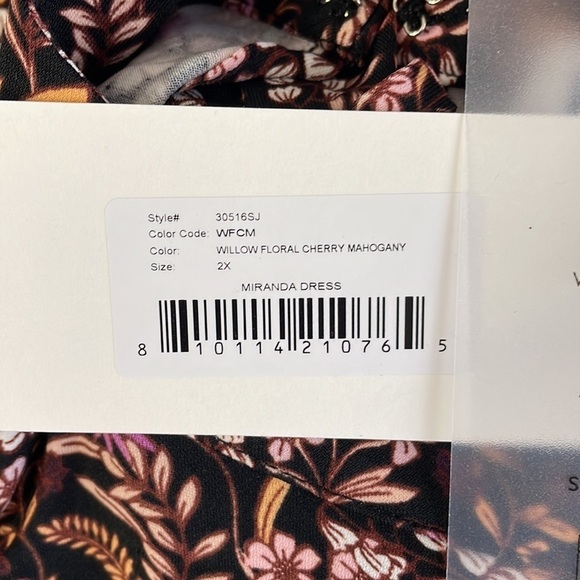 Style# 30516SJ
Color Code: WFCM
Color: WILLOW FLORAL CHERRY MAHOGANY
Size: 2X
MIRANDA DRESS
8 10114 21076 5